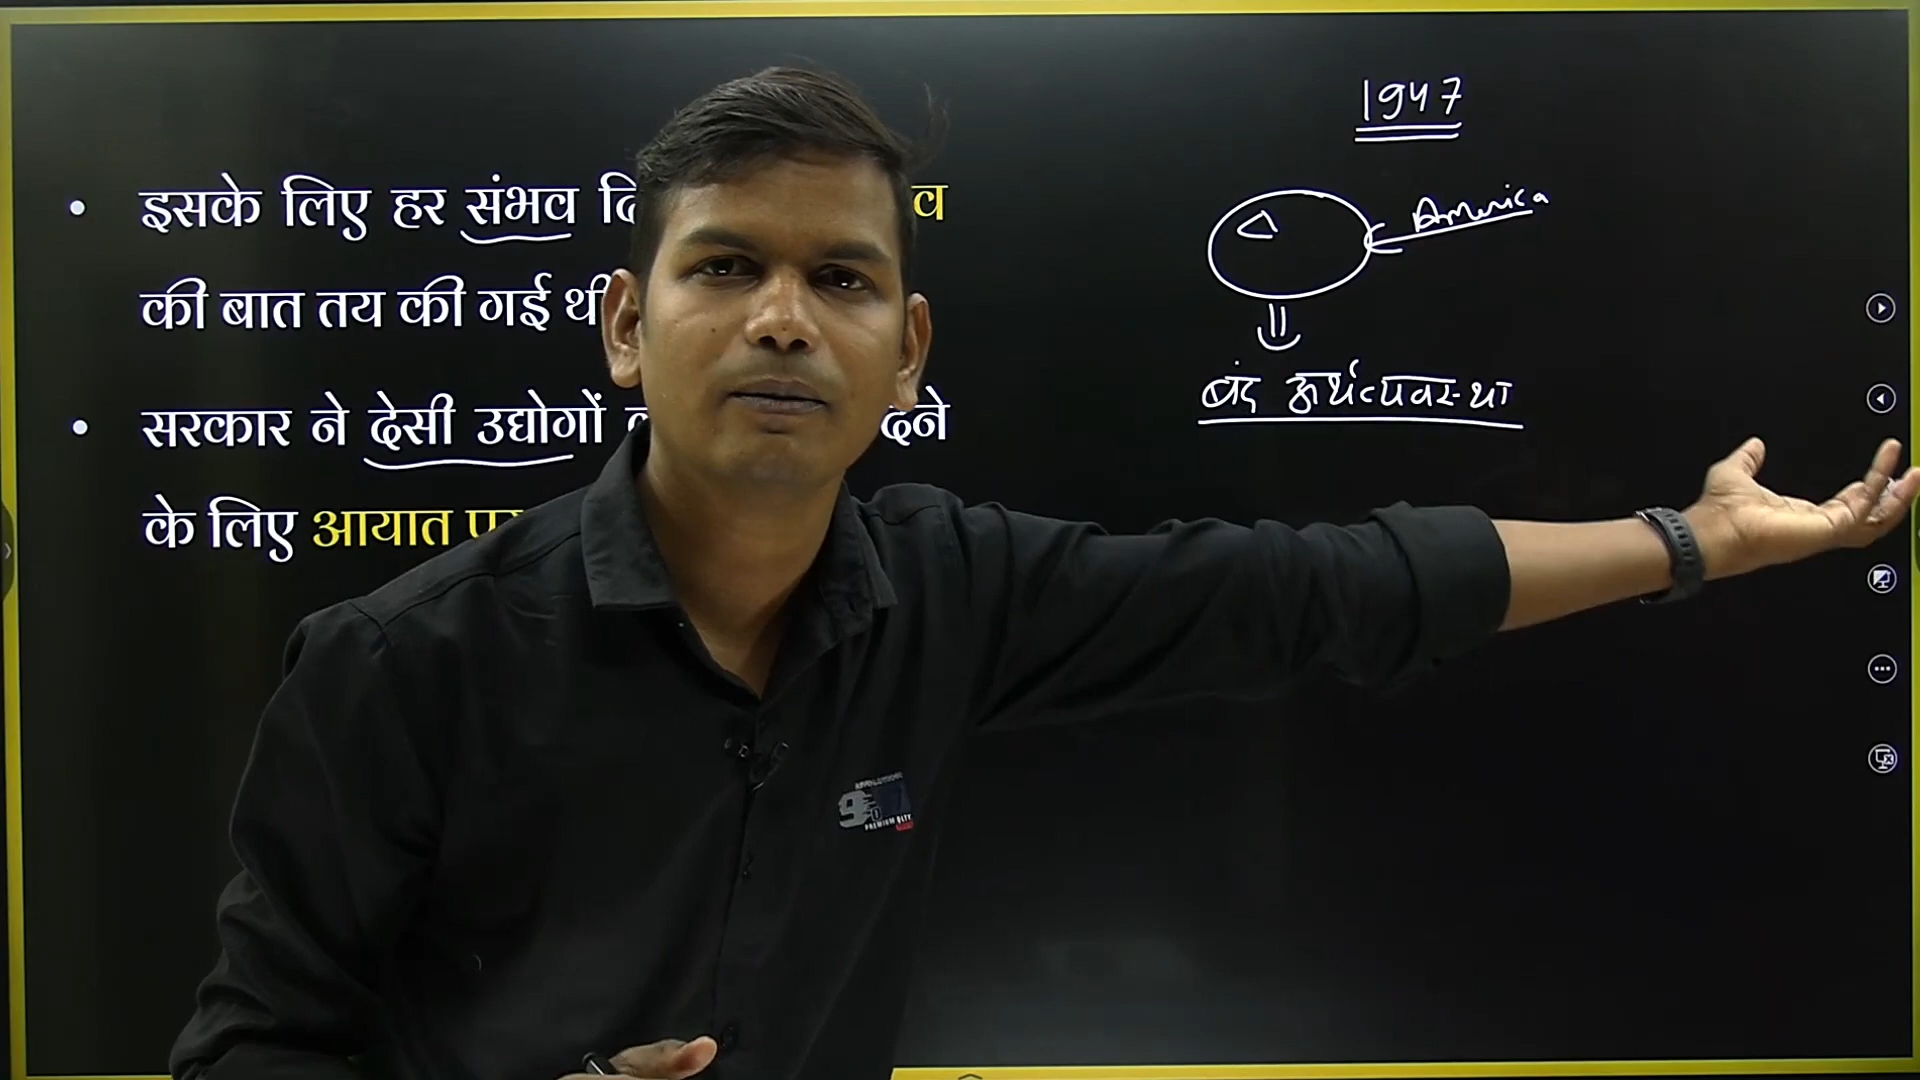 • इसके लिए हर संभव
की बात तय की गई थी
• सरकार ने देसी उद्योगों
के लिए आयात
1947
America
बंद अर्थव्यवस्था